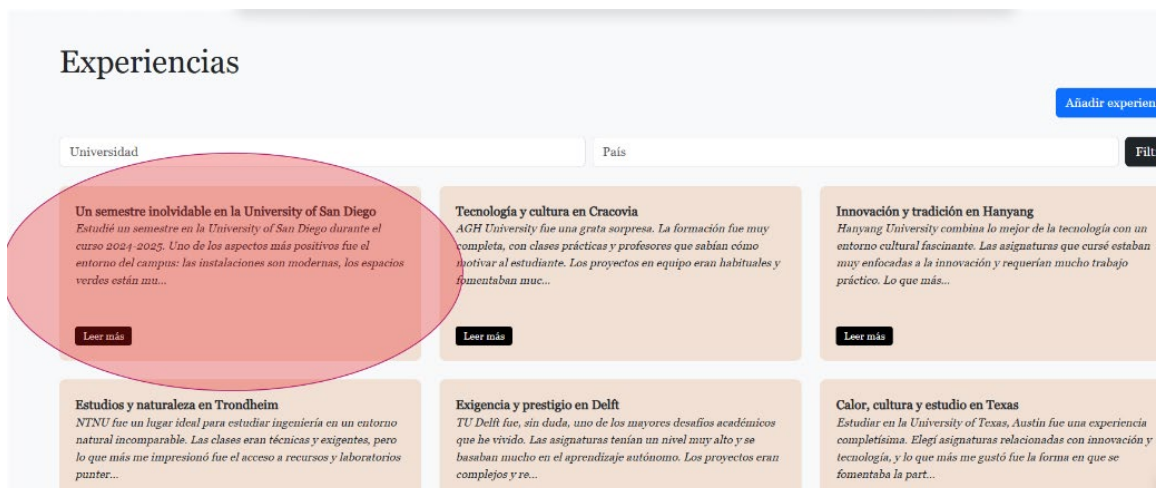 Experiencias
Añadir experien
Universidad
País
Filt
Un semestre inolvidable en la University of San Diego
Estudié un semestre en la University of San Diego durante el
curso 2024-2025. Uno de los aspectos más positivos fue el
entorno del campus: las instalaciones son modernas, los espacios
verdes están mu...
Leer más
Tecnología y cultura en Cracovia
AGH University fue una grata sorpresa. La formación fue muy
completa, con clases prácticas y profesores que sabían cómo
motivar al estudiante. Los proyectos en equipo eran habituales y
fomentaban muc...
Leer más
Innovación y tradición en Hanyang
Hanyang University combina lo mejor de la tecnología con un
entorno cultural fascinante. Las asignaturas que cursé estaban
muy enfocadas a la innovación y requerían mucho trabajo
práctico. Lo que más...
Leer más
Estudios y naturaleza en Trondheim
NTNU fue un lugar ideal para estudiar ingeniería en un entorno
natural incomparable. Las clases eran técnicas y exigentes, pero
lo que más me impresionó fue el acceso a recursos y laboratorios
punter...
Exigencia y prestigio en Delft
TU Delft fue, sin duda, uno de los mayores desafíos académicos
que he vivido. Las asignaturas tenían un nivel muy alto y se
basaban mucho en el aprendizaje autónomo. Los proyectos eran
complejos y re...
Calor, cultura y estudio en Texas
Estudiar en la University of Texas, Austin fue una experiencia
completísima. Elegí asignaturas relacionadas con innovación y
tecnología, y lo que más me gustó fue la forma en que se
fomentaba la part...